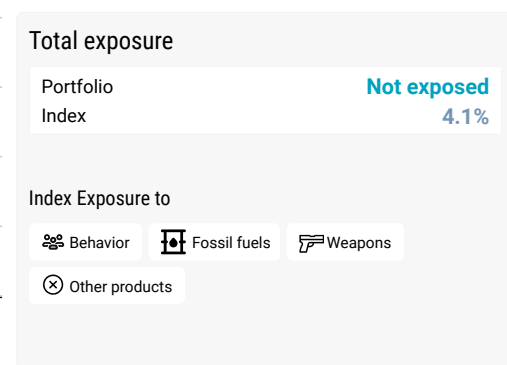 Total exposure
Portfolio Not exposed
Index 4.1%
Index Exposure to
Behavior Fossil fuels Weapons
Other products